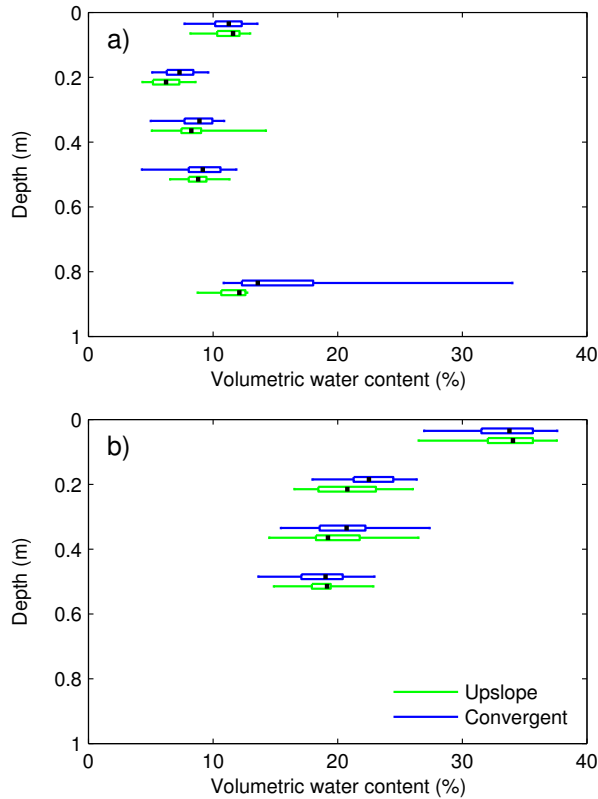 a)
0
0.2
0.4
0.6
0.8
1
Depth (m)
0 10 20 30 40
Volumetric water content (%)
b)
0
0.2
0.4
0.6
0.8
1
Depth (m)
Upslope
Convergent
0 10 20 30 40
Volumetric water content (%)